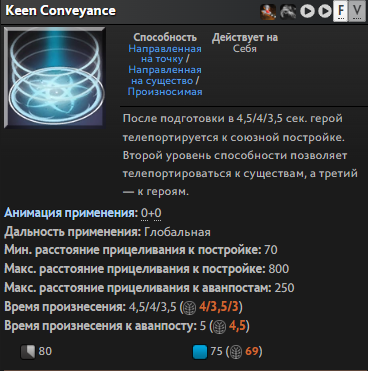 Keen Conveyance
F V
Способность
Направленная
на точку /
Направленная
на существо /
Произносимая
Действует на
Себя
После подготовки в 4,5/4/3,5 сек. герой
телепортируется к союзной постройке.
Второй уровень способности позволяет
телепортироваться к существам, а третий
— к героям.
Анимация применения: 0+0
Дальность применения: Глобальная
Мин. расстояние прицеливания к постройке: 70
Макс. расстояние прицеливания к постройке: 800
Макс. расстояние прицеливания к аванпостам: 250
Время произнесения: 4,5/4/3,5 ( 4/3,5/3)
Время произнесения к аванпосту: 5 ( 4,5)
80
75 ( 69)